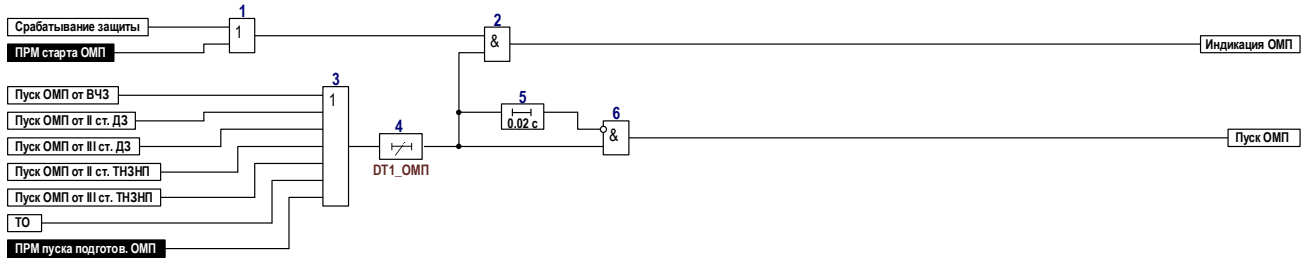 1
2
Срабатывание защиты
1
&
ПРМ старта ОМП
Индикация ОМП
3
Пуск ОМП от ВЧЗ
1
5
6
Пуск ОМП от II ст. ДЗ
4
0.02 с
&
Пуск ОМП от III ст. ДЗ
Пуск ОМП
Пуск ОМП от II ст. ТНЗНП
DT1_ОМП
Пуск ОМП от III ст. ТНЗНП
ТО
ПРМ пуска подготов. ОМП